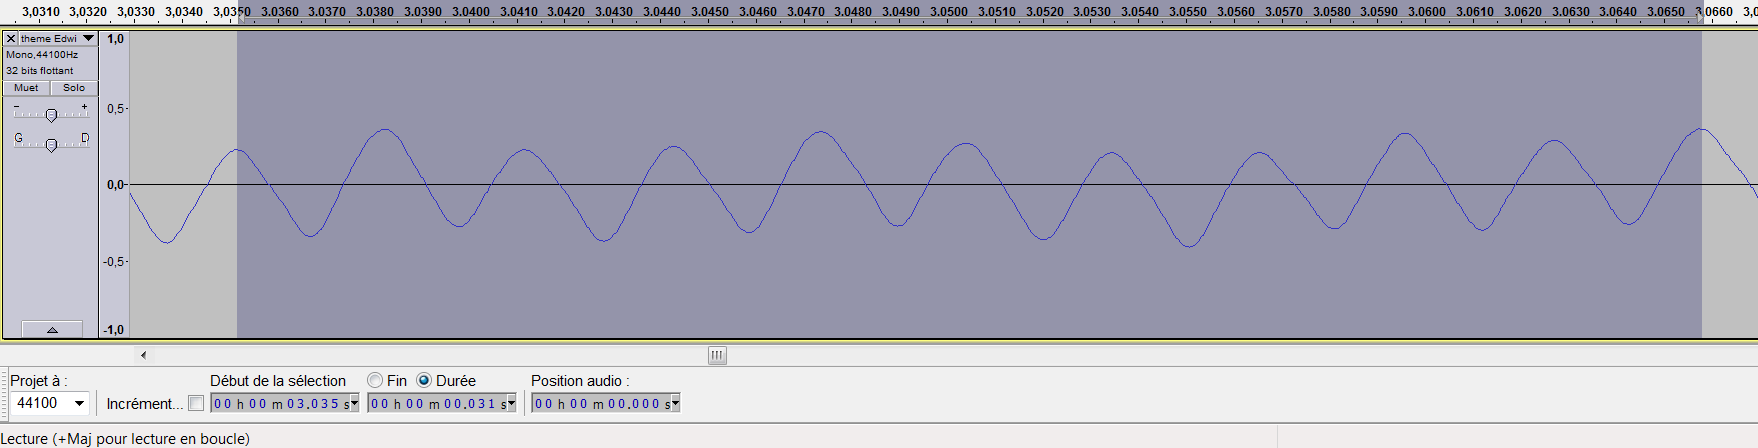 3,0310 3,0320 3,0330 3,0340 3,0350 3.0360 3.0370 3.0380 3.0390 3.0400 3.0410 3.0420 3.0430 3.0440 3.0450 3.0460 3.0470 3.0480 3.0490 3.0500 3.0510 3.0520 3.0530 3.0540 3.0550 3.0560 3.0570 3.0580 3.0590 3.0600 3.0610 3.0620 3.0630 3.0640 3.0650 3,0660 3,0
theme Edwi
Mono,44100Hz
32 bits flottant
Muet Solo
- +
G D
1,0
0,5
0,0
-0,5
-1,0
Projet à :
44100
Incrément...
Début de la sélection
00 h 00 m 03.035 s
Fin Durée
00 h 00 m 00.031 s
Position audio :
00 h 00 m 00.000 s
Lecture (+Maj pour lecture en boucle)